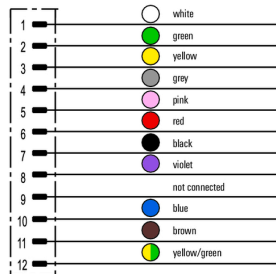 1 white
2 green
3 yellow
4 grey
5 pink
6 red
7 black
8 violet
9 not connected
10 blue
11 brown
12 yellow/green